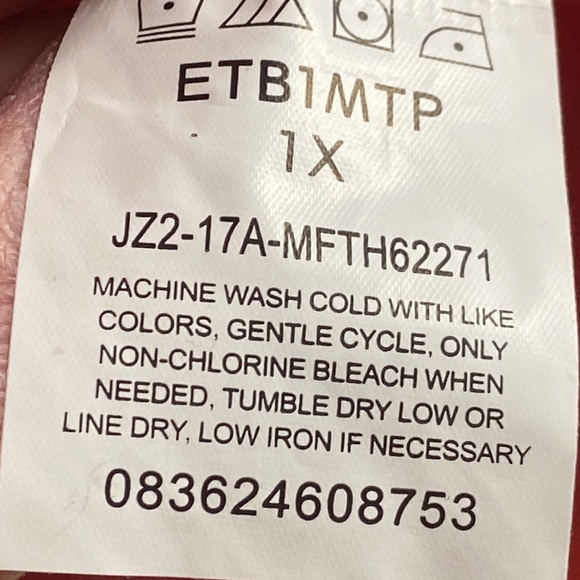 ETB1MTP
1X
JZ2-17A-MFTH62271
MACHINE WASH COLD WITH LIKE
COLORS, GENTLE CYCLE, ONLY
NON-CHLORINE BLEACH WHEN
NEEDED, TUMBLE DRY LOW OR
LINE DRY, LOW IRON IF NECESSARY
083624608753